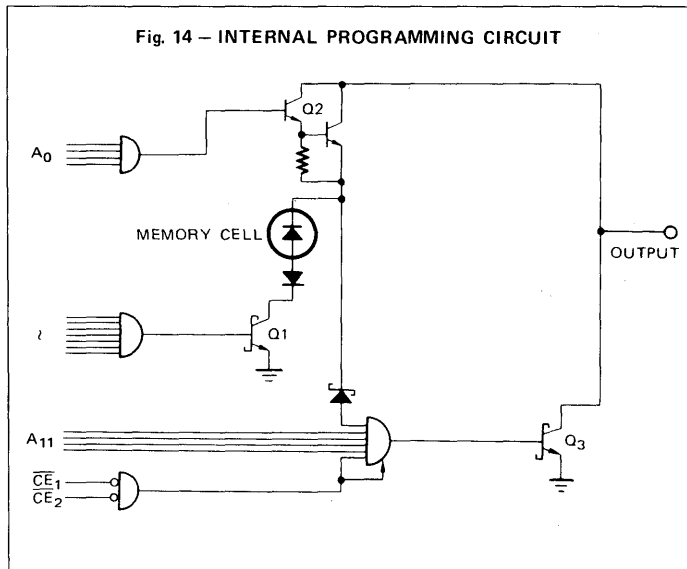 Fig. 14 – INTERNAL PROGRAMMING CIRCUIT
Q2
A0
MEMORY CELL
OUTPUT
Q1
~
A11
Q3
CE1
CE2